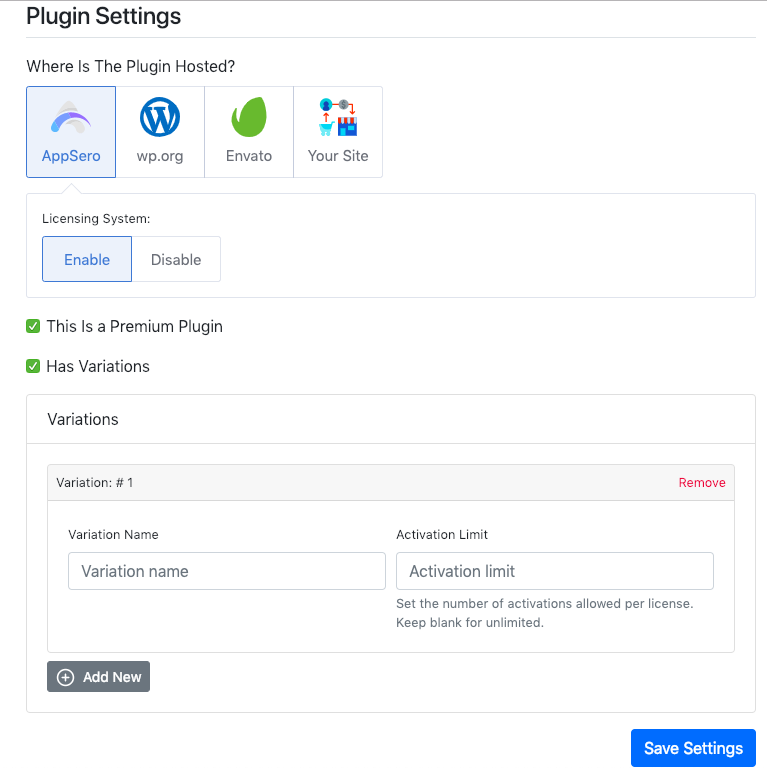 Plugin Settings
Where Is The Plugin Hosted?
AppSero
wp.org
Envato
Your Site
Licensing System:
Enable
Disable
This Is a Premium Plugin
Has Variations
Variations
Variation: # 1
Remove
Variation Name
Activation Limit
Variation name
Activation limit
Set the number of activations allowed per license.
Keep blank for unlimited.
Add New
Save Settings